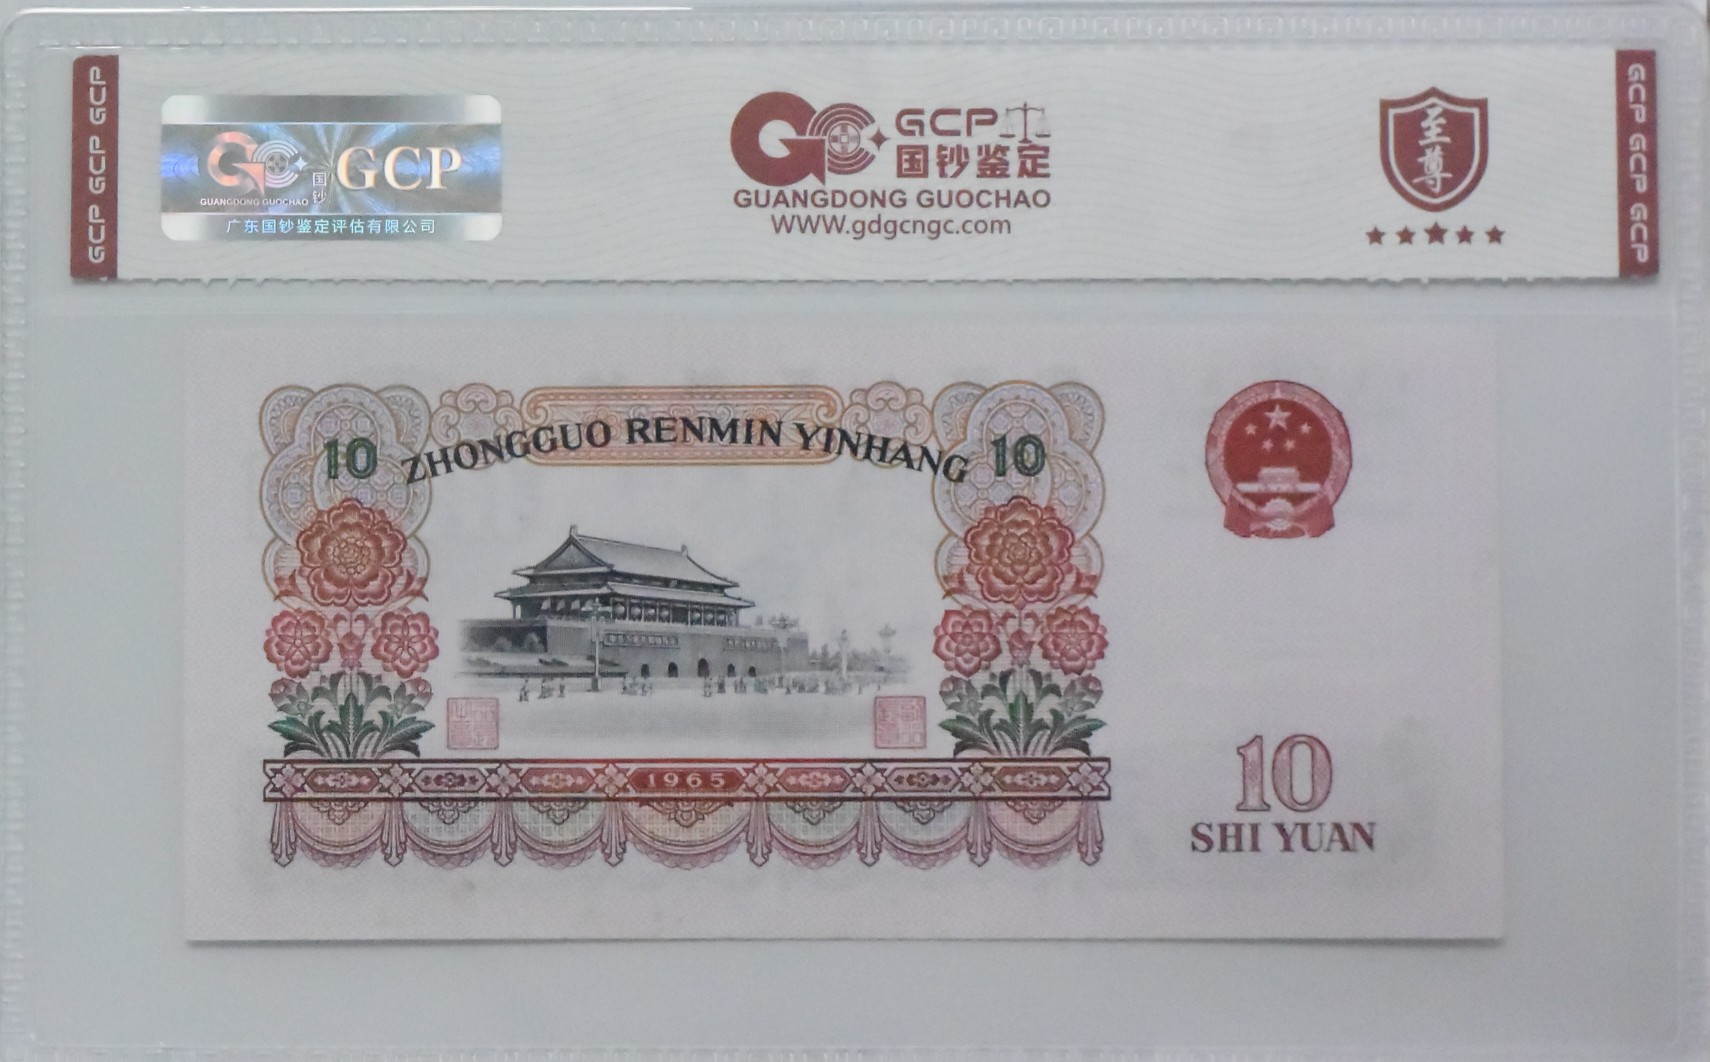 GCP GCP GCP
GCP
国
钞
GUANGDONG GUOCHAO
广东国钞鉴定评估有限公司
GCP
国钞鉴定
GUANGDONG GUOCHAO
WWW.gdgcngc.com
至
尊
GCP GCP GCP
10 ZHONGGUO RENMIN YINHANG 10
1965
10
SHI YUAN